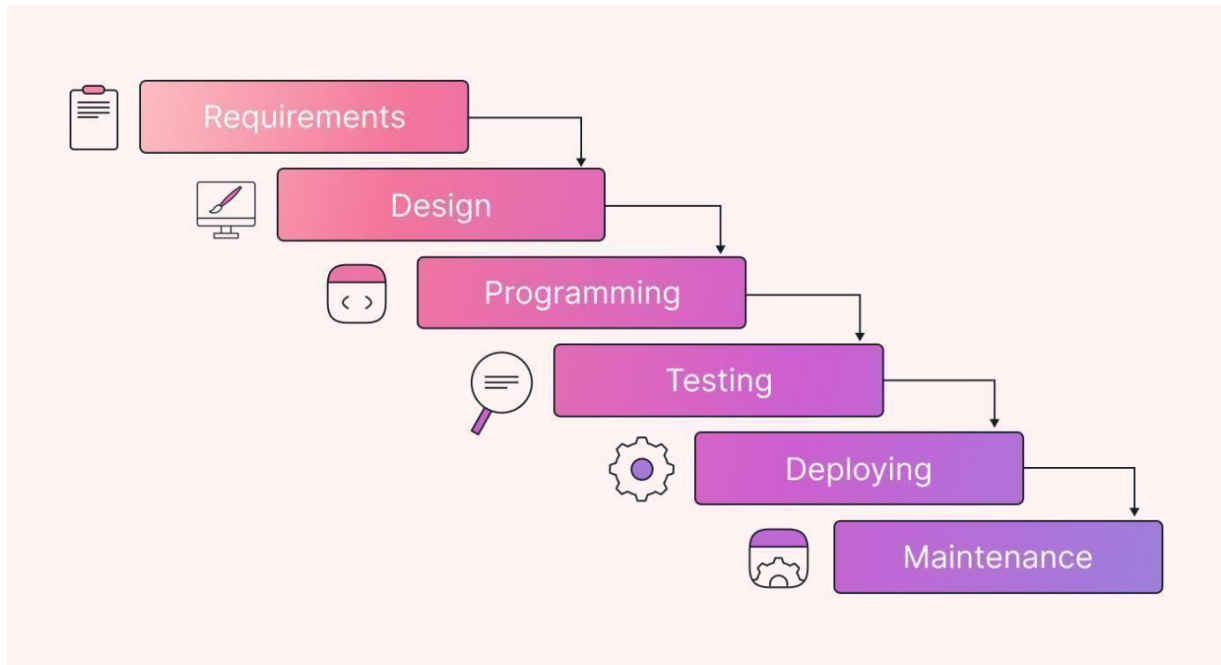 Requirements
Design
Programming
Testing
Deploying
Maintenance